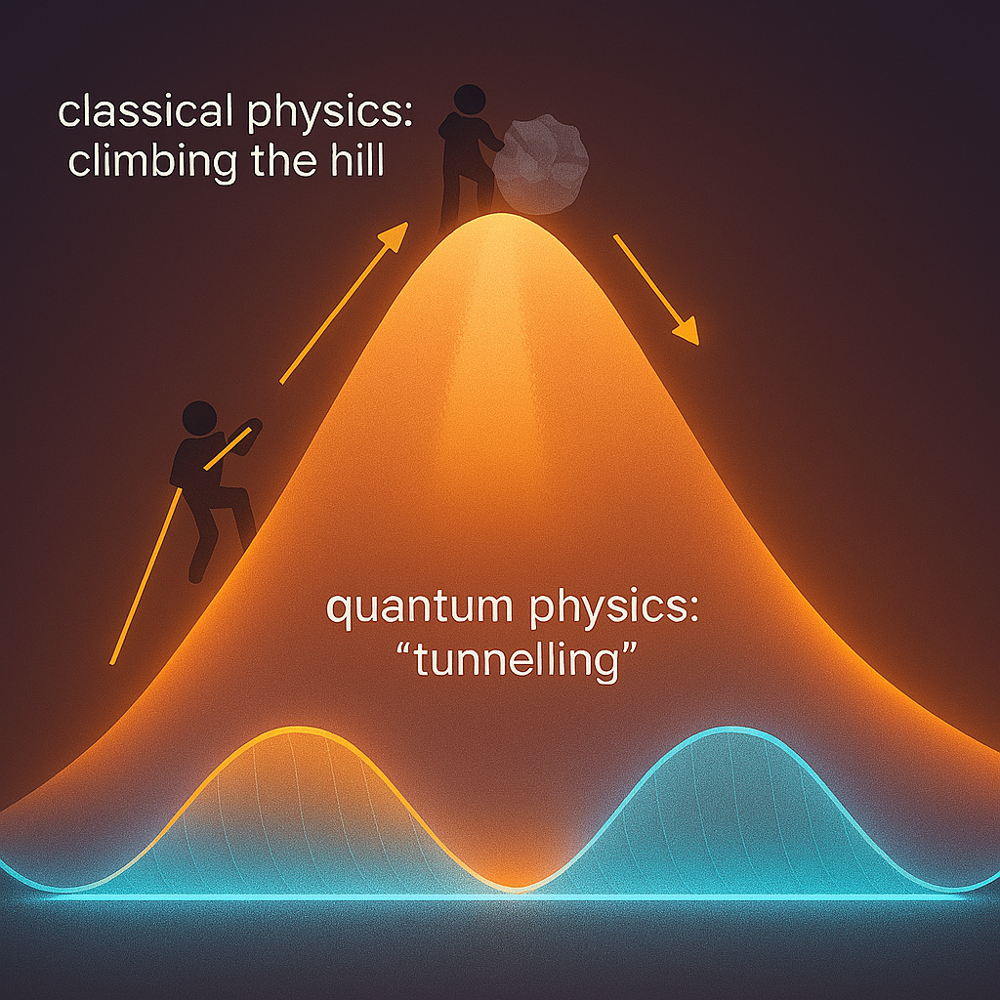 classical physics:
climbing the hill
quantum physics:
“tunnelling”